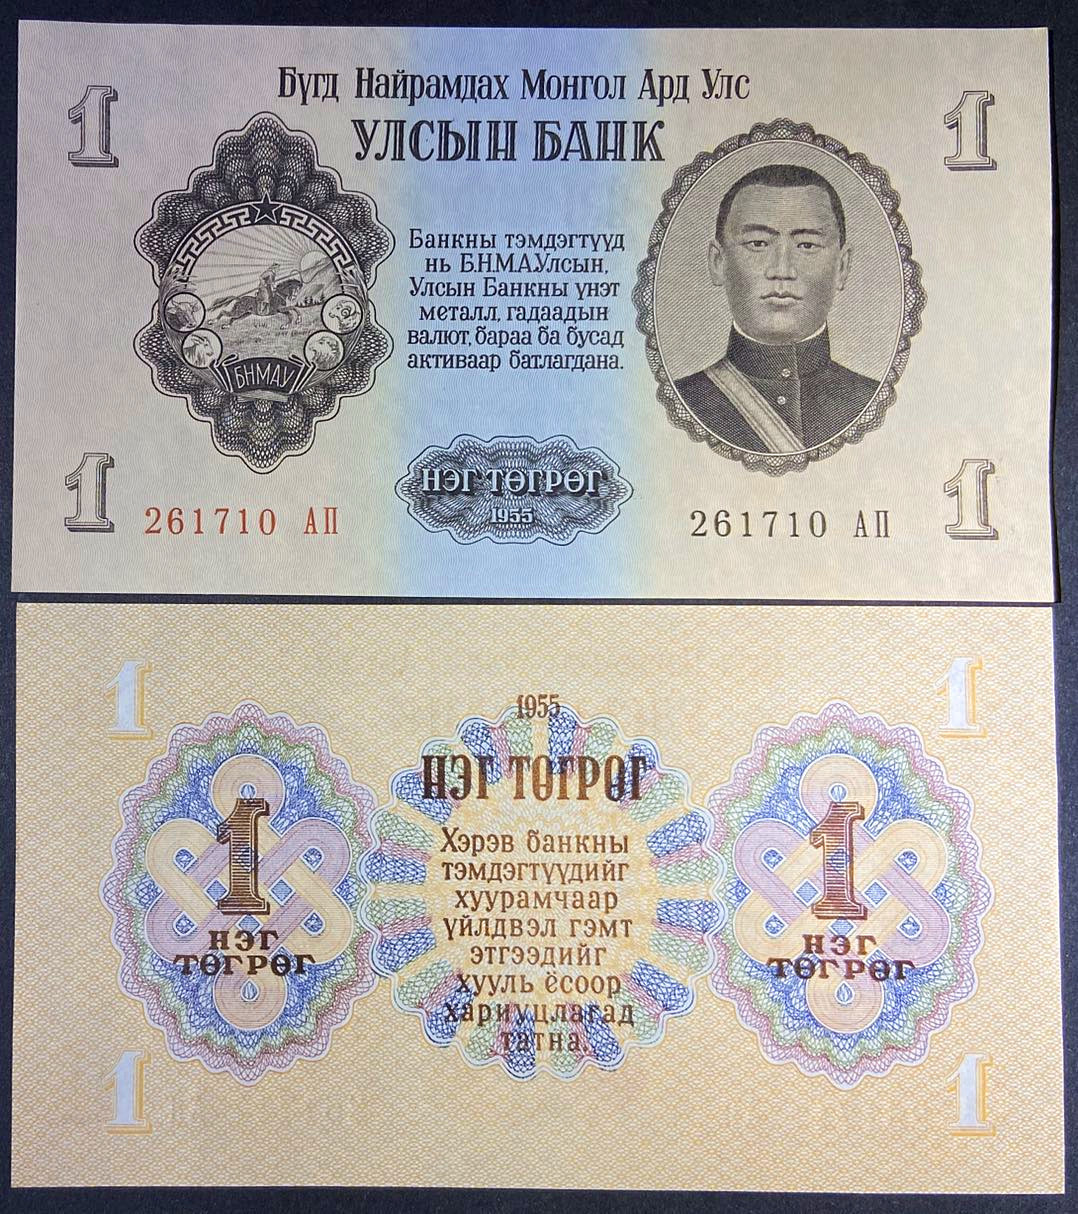 Бүгд Найрамдах Монгол Ард Улс
УЛСЫН БАНК
1
1
Банкны тэмдэгтүүд
нь Б.Н.М.А.Улсын,
Улсын Банкны үнэт
металл, гадаадын
валют, бараа ба бусад
активаар батлагдана.
БНМАУ
НЭГ ТӨГРӨГ
1955
1
1
261710 АП
261710 АП
1
1
1955
НЭГ ТӨГРӨГ
Хэрэв банкны
тэмдэгтүүдийг
хуурамчаар
үйлдвэл гэмт
этгээдийг
хууль ёсоор
хариуцлагад
татна.
1
НЭГ
ТӨГРӨГ
1
НЭГ
ТӨГРӨГ
1
1